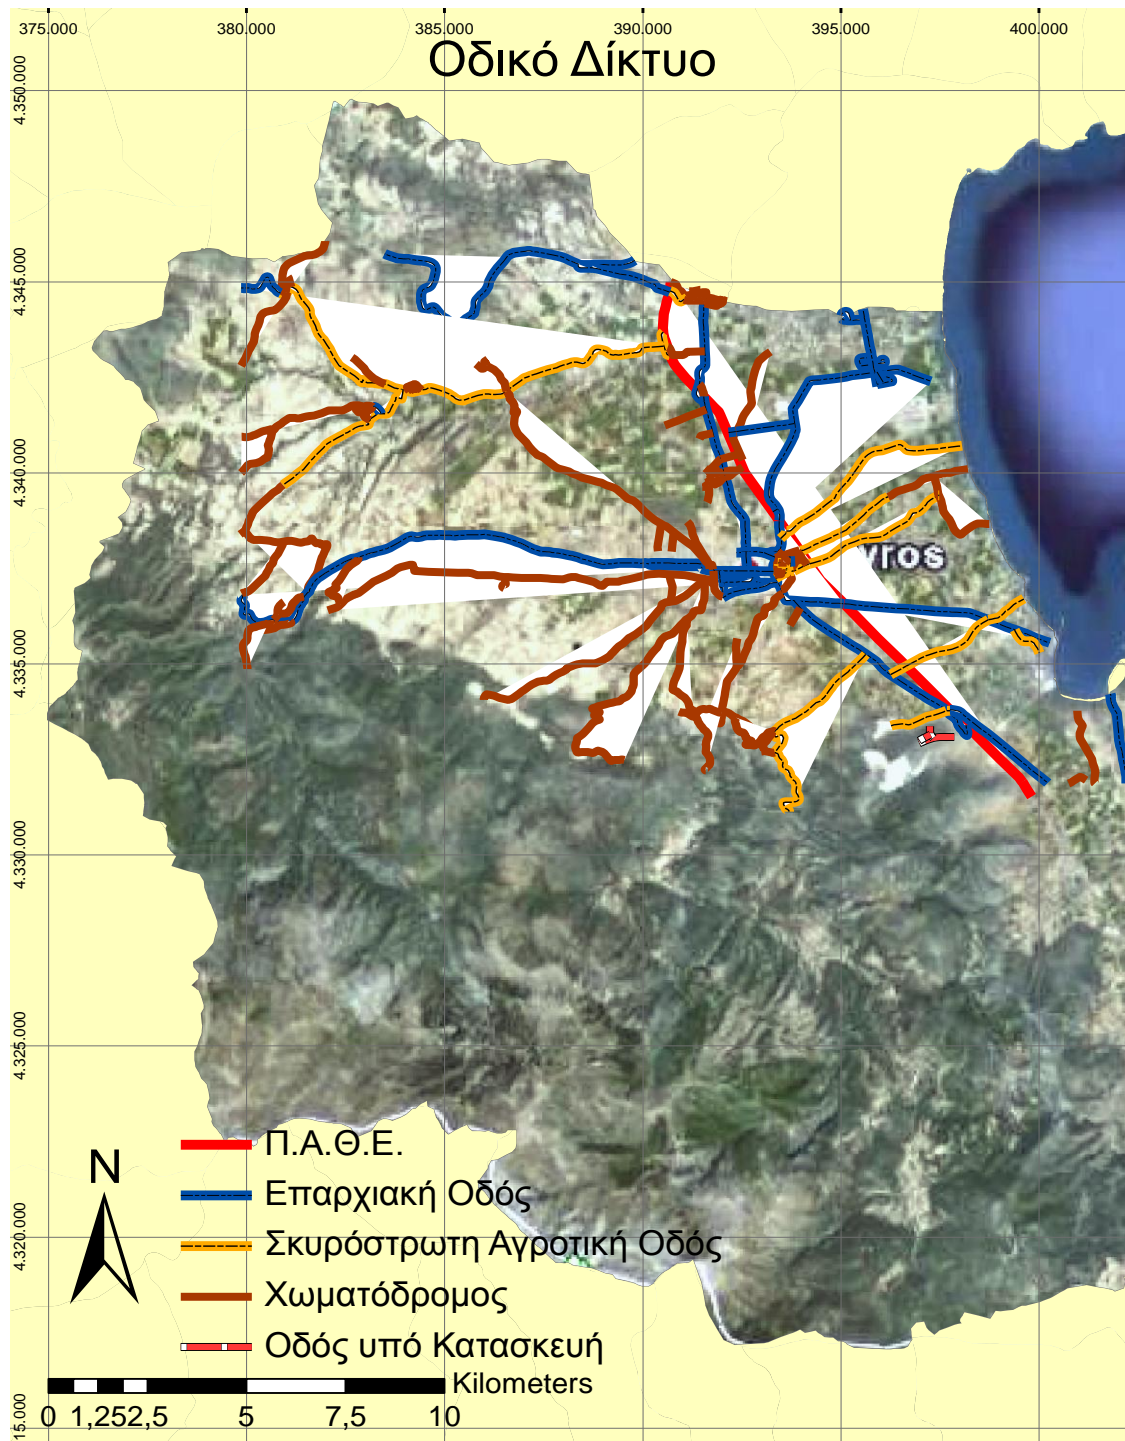 375.000 380.000 385.000 390.000 395.000 400.000
Οδικό Δίκτυο
4.350.000
4.345.000
4.340.000
yros
4.335.000
4.330.000
4.325.000
Π.Α.Θ.Ε.
N
Επαρχιακή Οδός
4.320.000
Σκυρόστρωτη Αγροτική Οδός
Χωματόδρομος
Οδός υπό Κατασκευή
Kilometers
0 1,25 2,5 5 7,5 10
15.000